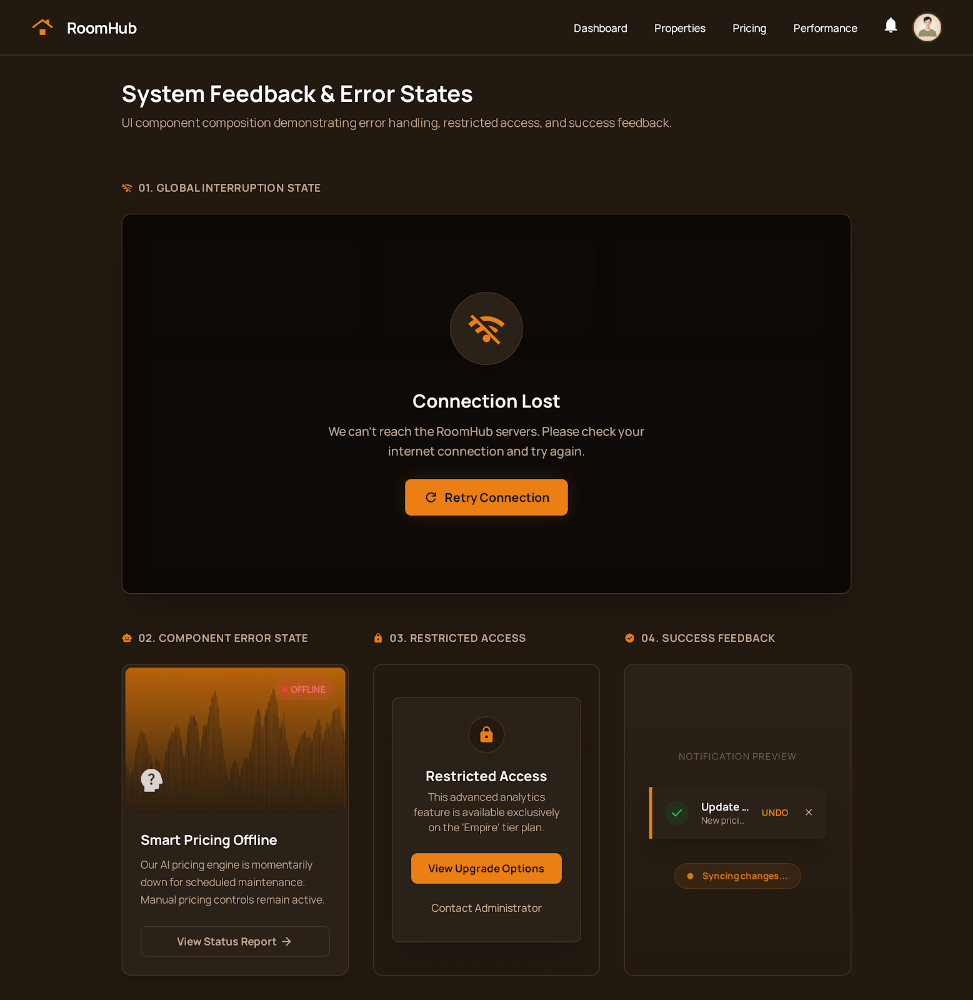 RoomHub
Dashboard
Properties
Pricing
Performance
System Feedback & Error States
UI component composition demonstrating error handling, restricted access, and success feedback.
01. GLOBAL INTERRUPTION STATE
Connection Lost
We can't reach the RoomHub servers. Please check your
internet connection and try again.
Retry Connection
02. COMPONENT ERROR STATE
OFFLINE
?
Smart Pricing Offline
Our AI pricing engine is momentarily
down for scheduled maintenance.
Manual pricing controls remain active.
View Status Report →
03. RESTRICTED ACCESS
Restricted Access
This advanced analytics
feature is available exclusively
on the 'Empire' tier plan.
View Upgrade Options
Contact Administrator
04. SUCCESS FEEDBACK
NOTIFICATION PREVIEW
Update ...
New prici...
UNDO
Syncing changes...